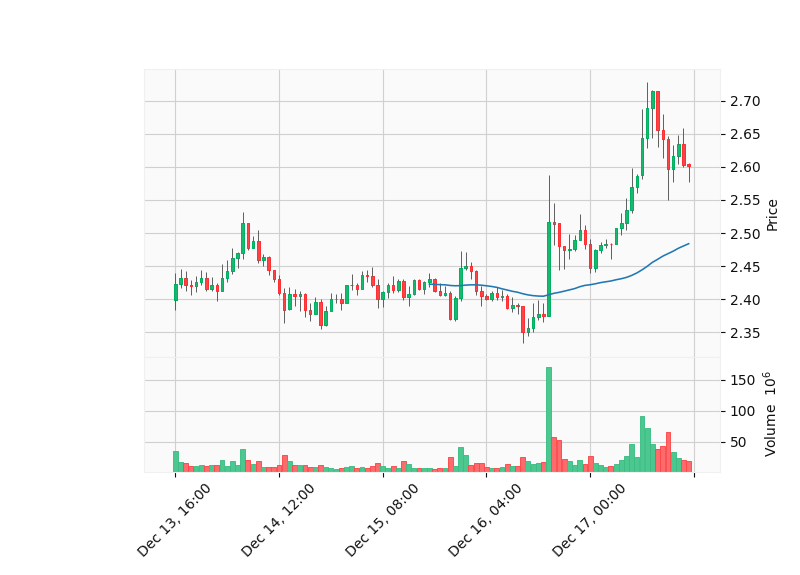 2.70
2.65
2.60
2.55
2.50
2.45
2.40
2.35
Price
150
100
50
Volume 10^6
Dec 13, 16:00
Dec 14, 12:00
Dec 15, 08:00
Dec 16, 04:00
Dec 17, 00:00